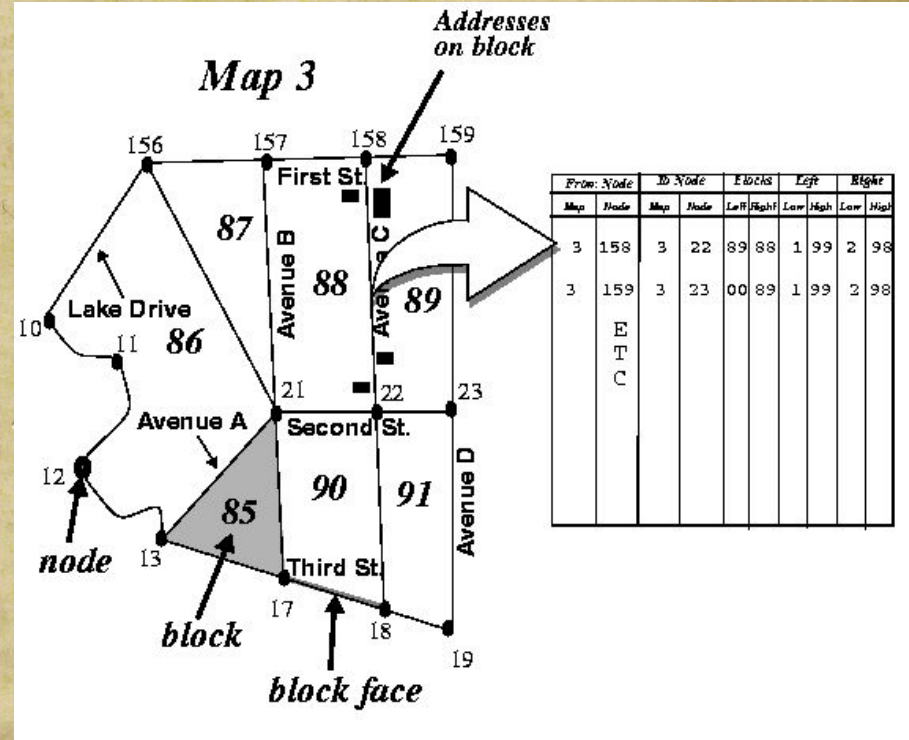 Addresses
on block
Map 3
156
157
158
159
First St.
87
Avenue B
88
Avenue C
89
Lake Drive
10
11
86
21
22
23
Avenue A
Second St.
12
90
91
Avenue D
85
node
13
Third St.
17
18
19
block
block face
From: Node To Node Blocks Left Right
Map Node Map Node Left Right Low High Low High
3 158 3 22 89 88 1 99 2 98
3 159 3 23 00 89 1 99 2 98
E
T
C